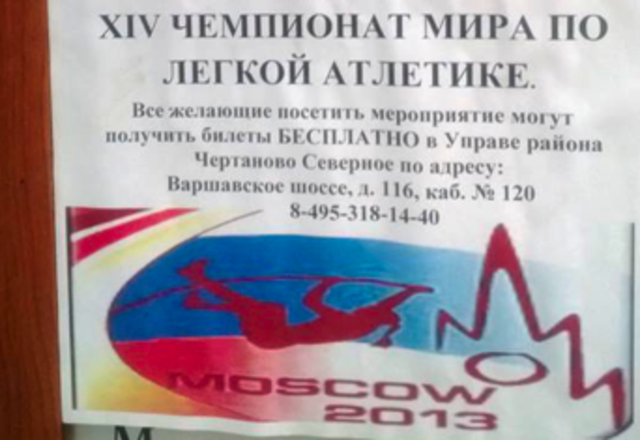 XIV ЧЕМПИОНАТ МИРА ПО
ЛЕГКОЙ АТЛЕТИКЕ.
Все желающие посетить мероприятие могут
получить билеты БЕСПЛАТНО в Управе района
Чертаново Северное по адресу:
Варшавское шоссе, д. 116, каб. № 120
8-495-318-14-40
MOSCOW
2013